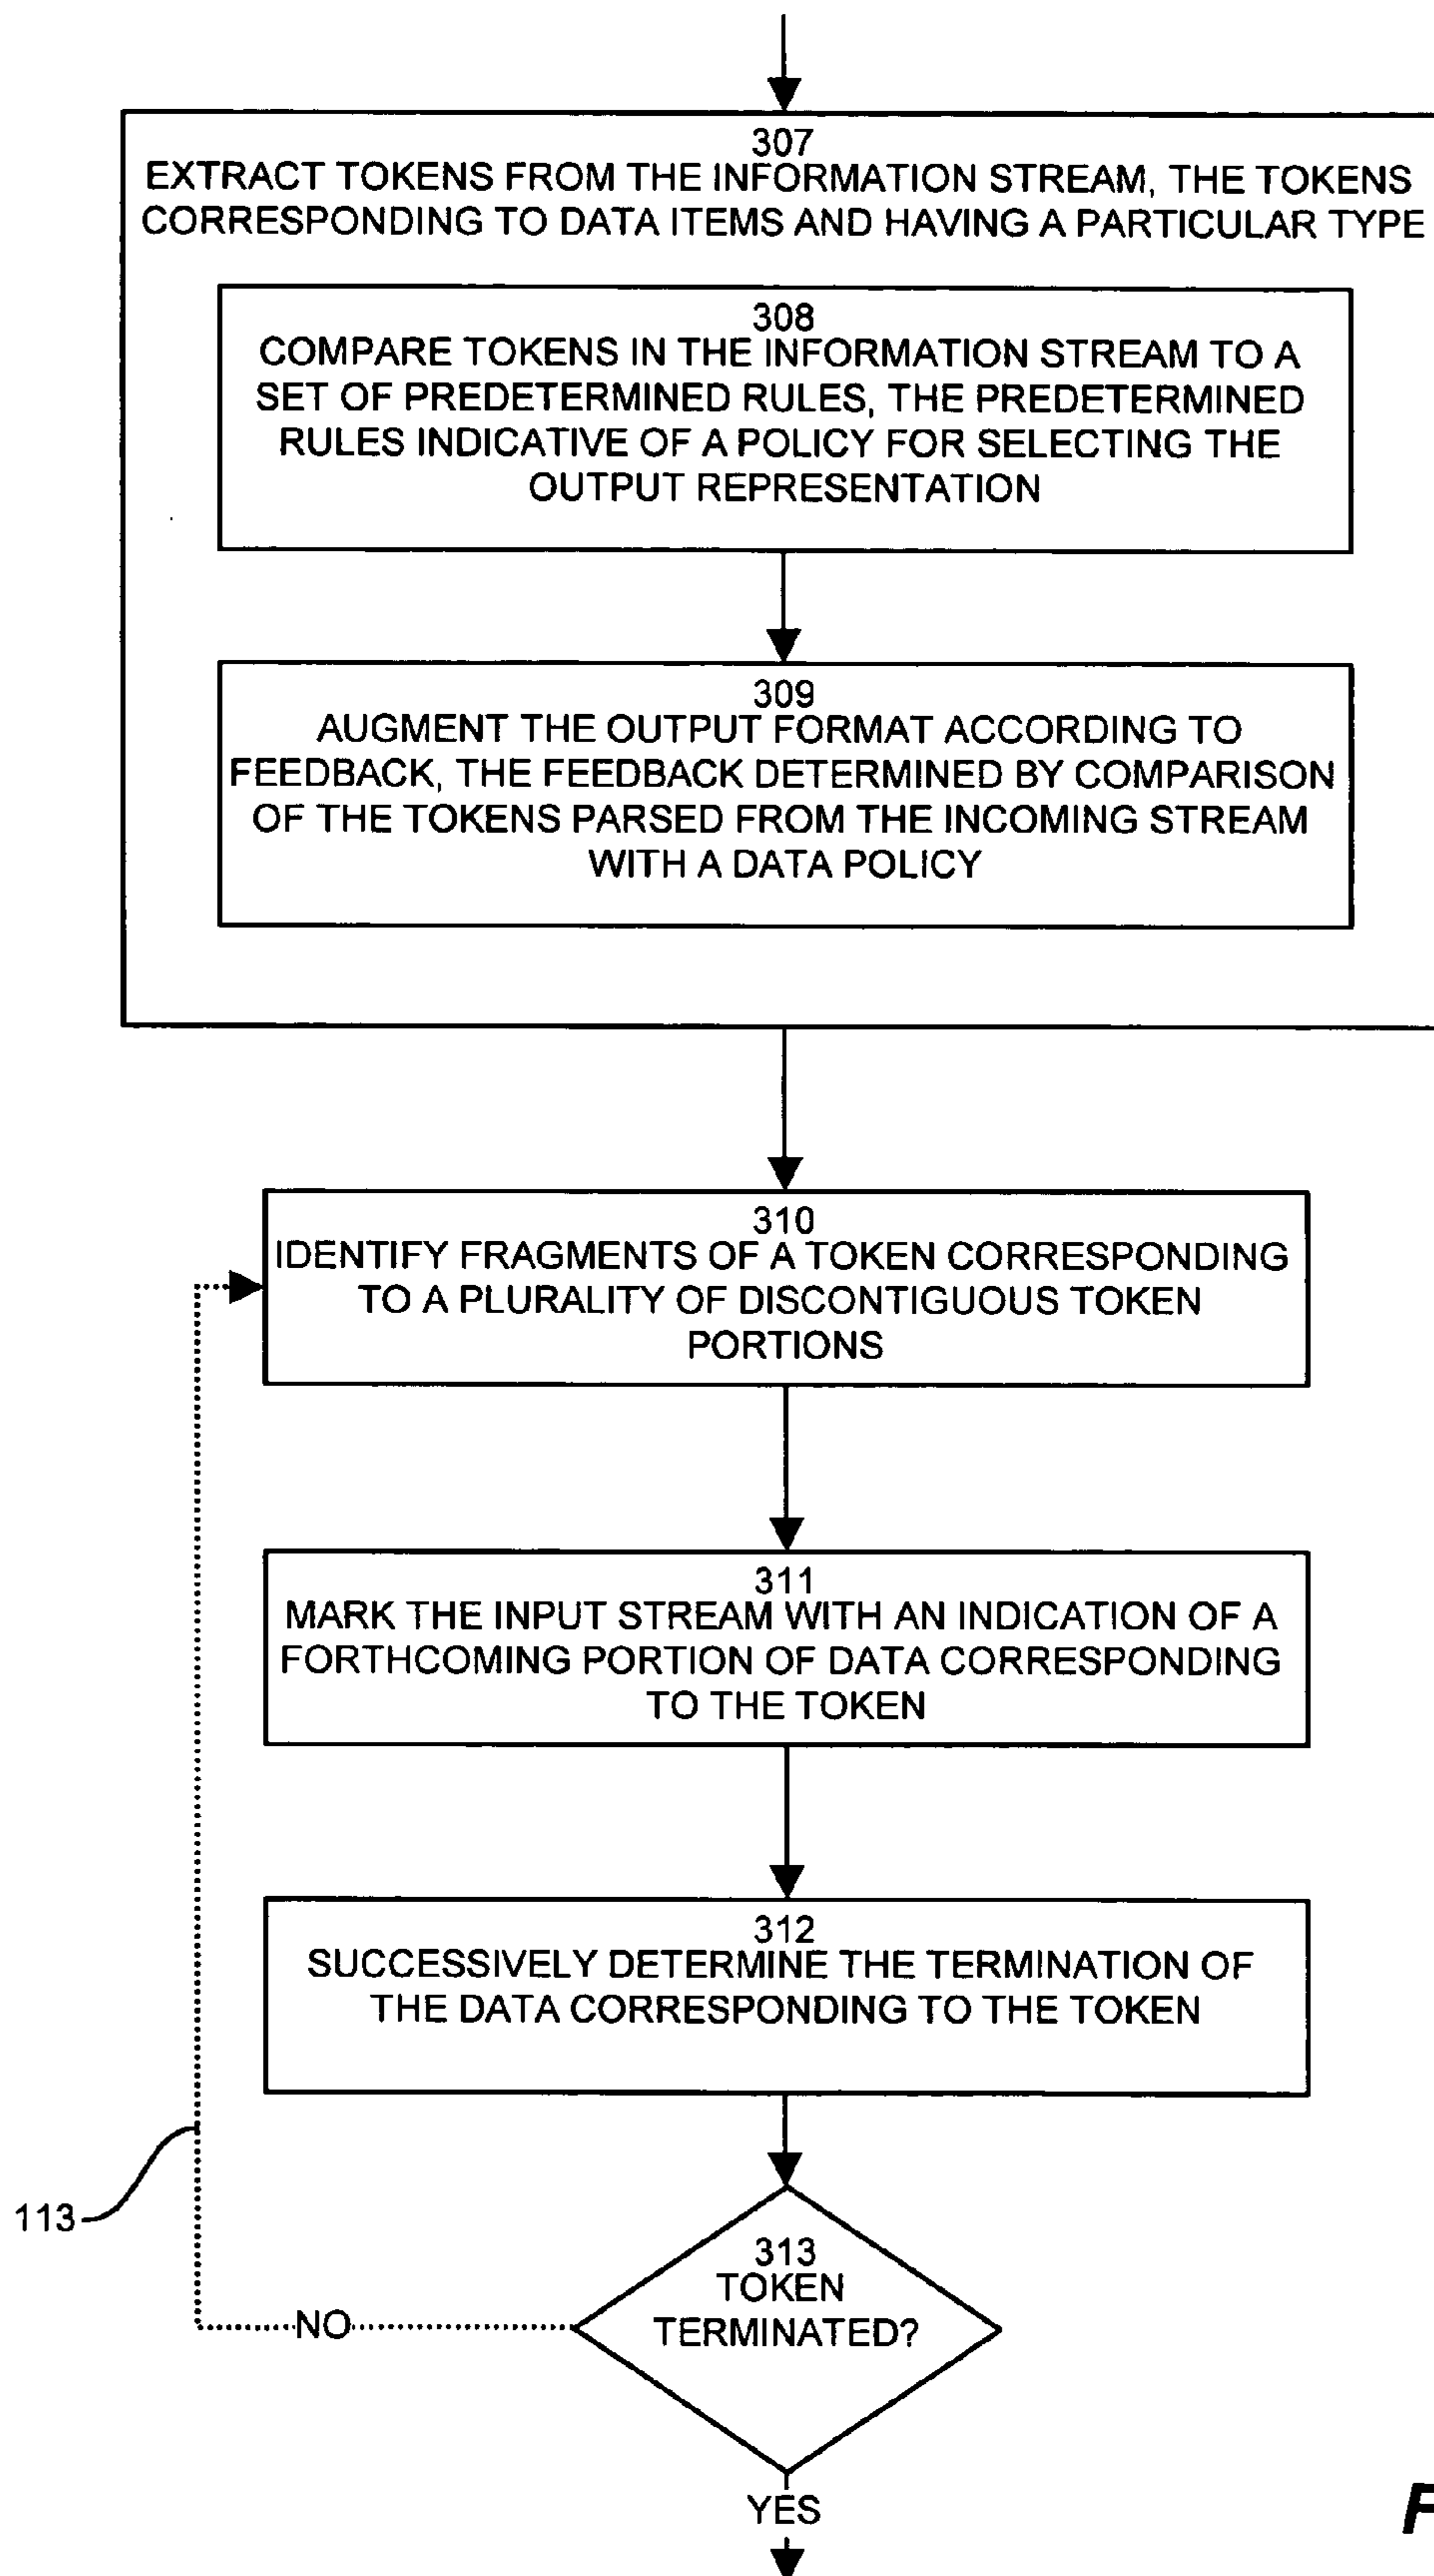 307
EXTRACT TOKENS FROM THE INFORMATION STREAM, THE TOKENS
CORRESPONDING TO DATA ITEMS AND HAVING A PARTICULAR TYPE
308
COMPARE TOKENS IN THE INFORMATION STREAM TO A
SET OF PREDETERMINED RULES, THE PREDETERMINED
RULES INDICATIVE OF A POLICY FOR SELECTING THE
OUTPUT REPRESENTATION
309
AUGMENT THE OUTPUT FORMAT ACCORDING TO
FEEDBACK, THE FEEDBACK DETERMINED BY COMPARISON
OF THE TOKENS PARSED FROM THE INCOMING STREAM
WITH A DATA POLICY
310
IDENTIFY FRAGMENTS OF A TOKEN CORRESPONDING
TO A PLURALITY OF DISCONTIGUOUS TOKEN
PORTIONS
311
MARK THE INPUT STREAM WITH AN INDICATION OF A
FORTHCOMING PORTION OF DATA CORRESPONDING
TO THE TOKEN
312
SUCCESSIVELY DETERMINE THE TERMINATION OF
THE DATA CORRESPONDING TO THE TOKEN
113
313
TOKEN
TERMINATED?
NO
YES